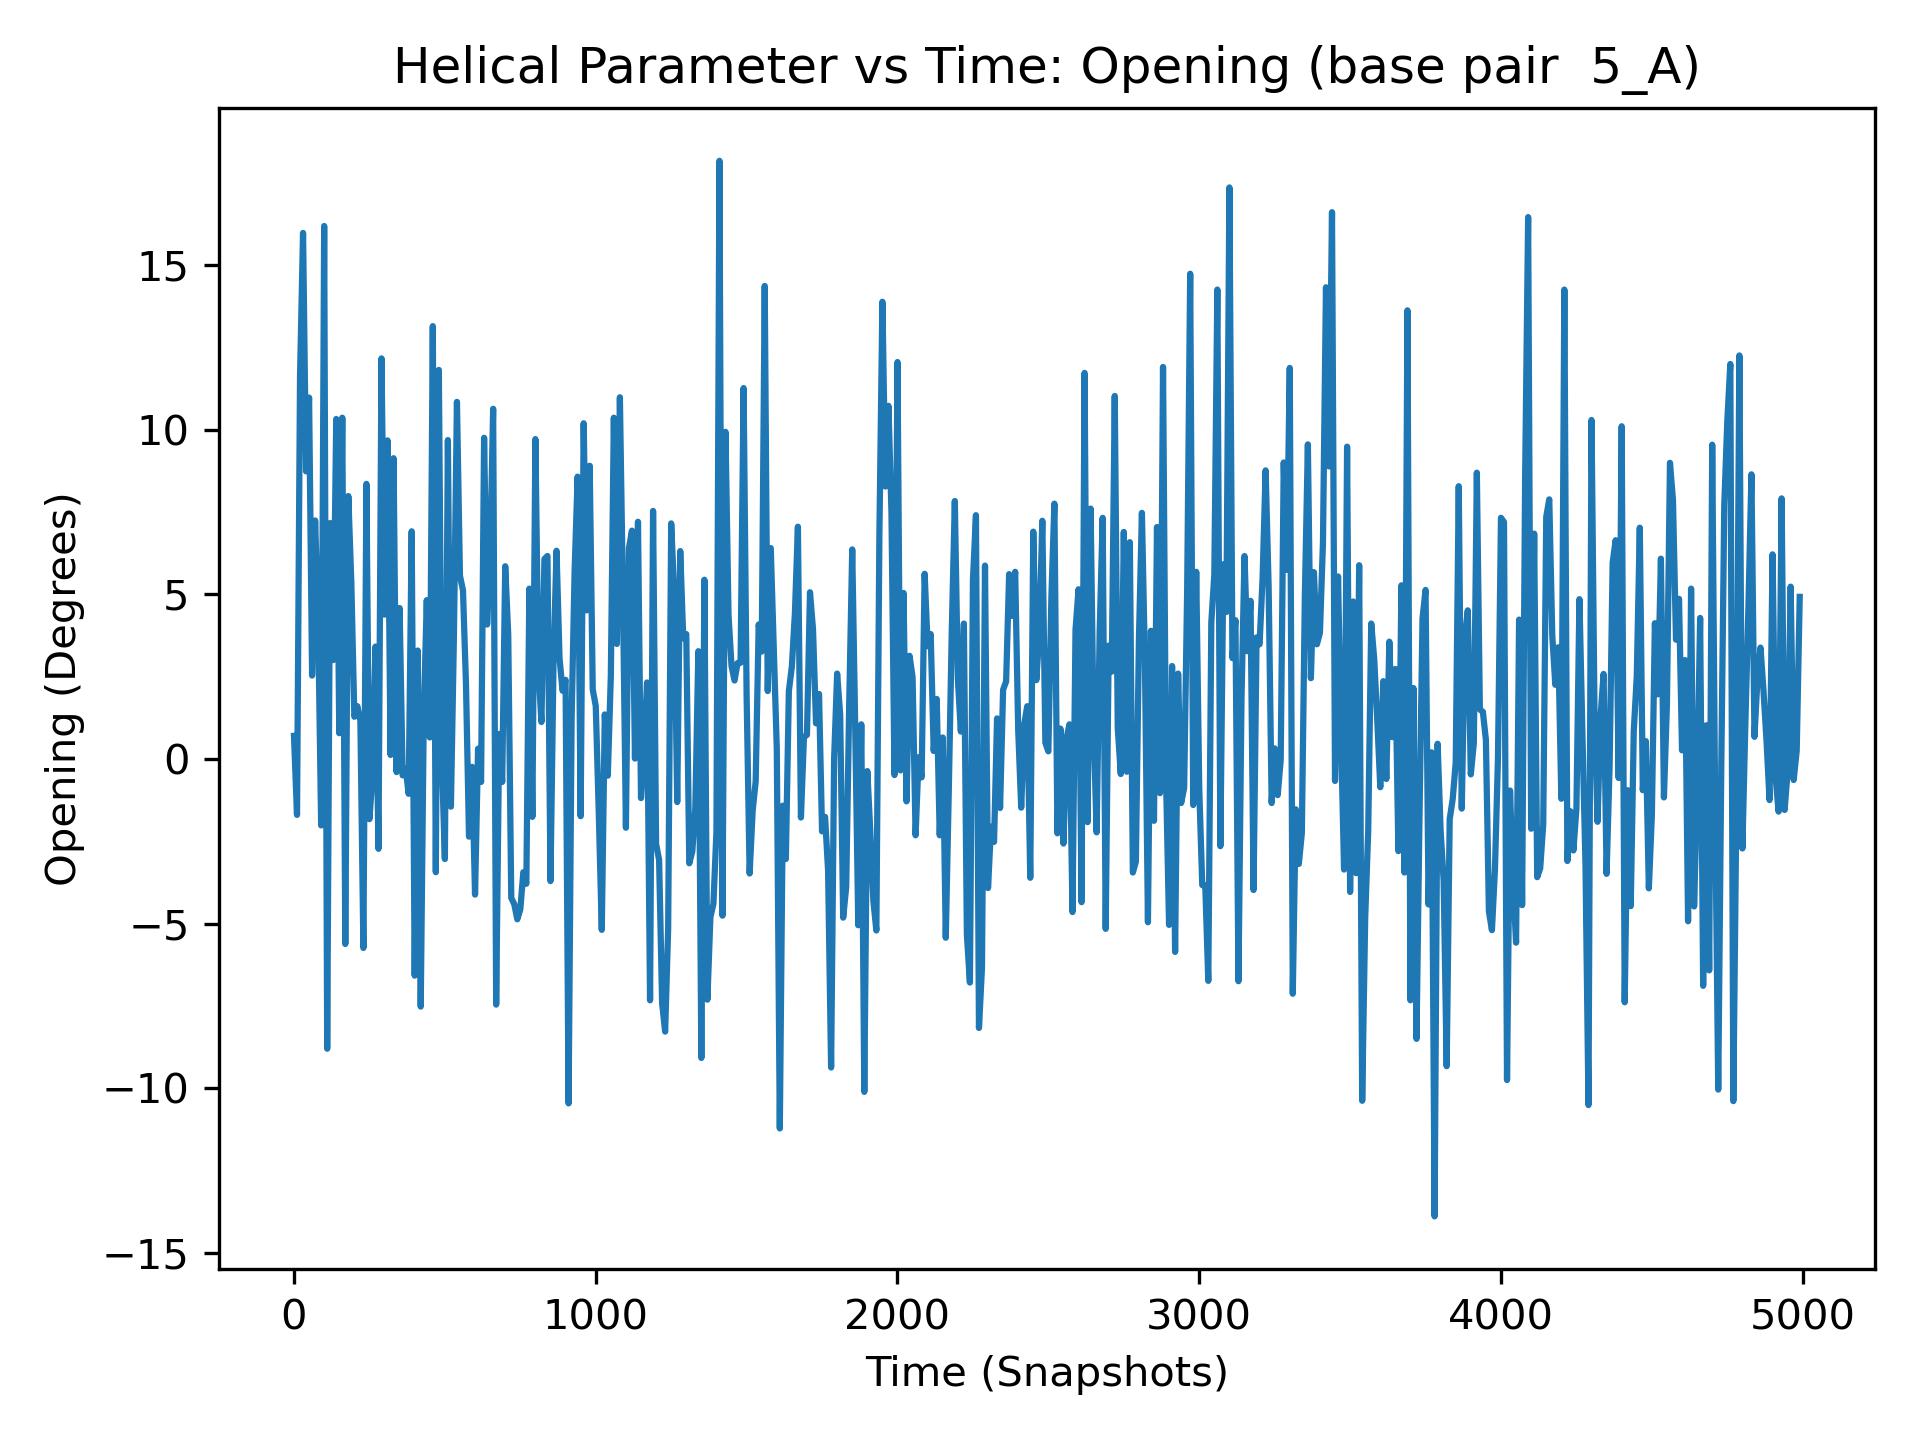 Helical Parameter vs Time: Opening (base pair  5_A)
Opening (Degrees)
15
10
5
0
−5
−10
−15
0 1000 2000 3000 4000 5000
Time (Snapshots)